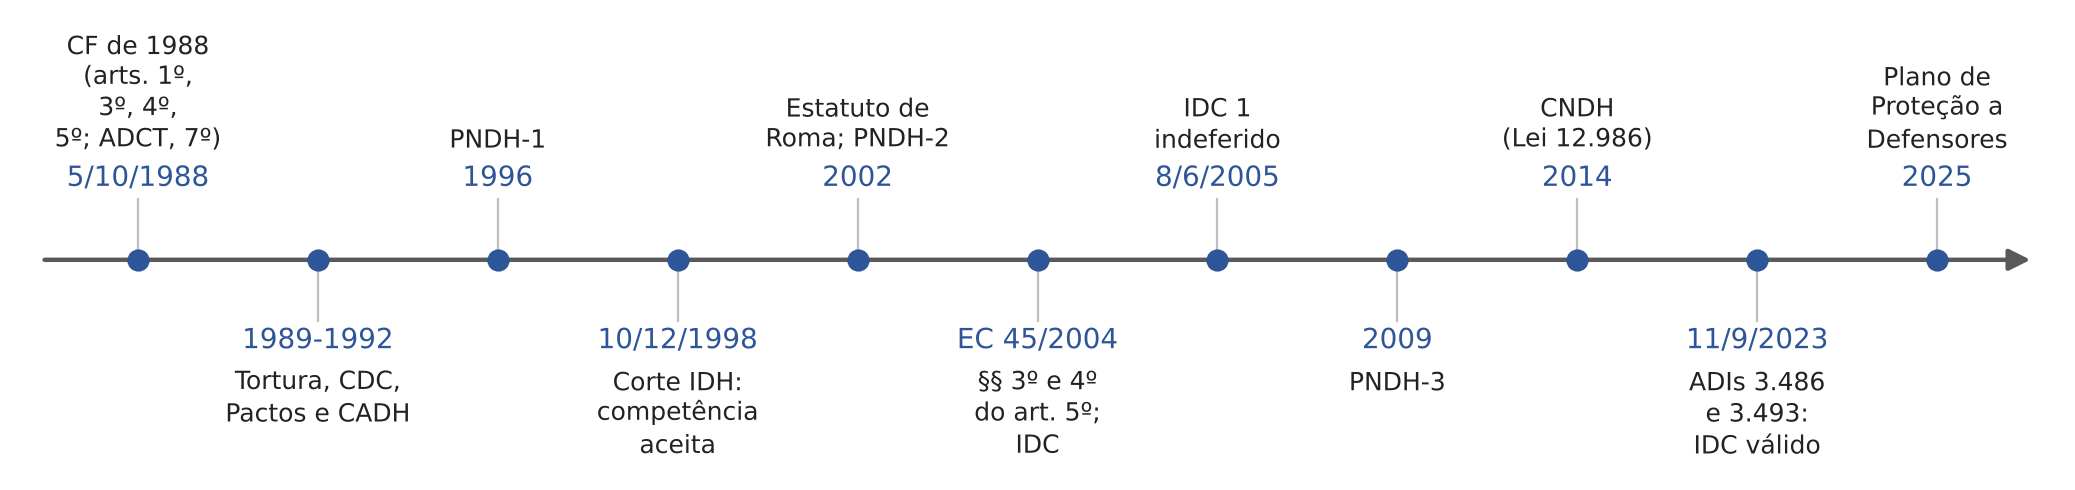 CF de 1988
(arts. 1º,
3º, 4º,
5º; ADCT, 7º)
5/10/1988
1989-1992
Tortura, CDC,
Pactos e CADH
PNDH-1
1996
10/12/1998
Corte IDH:
competência
aceita
Estatuto de
Roma; PNDH-2
2002
EC 45/2004
§§ 3º e 4º
do art. 5º;
IDC
IDC 1
indeferido
8/6/2005
2009
PNDH-3
CNDH
(Lei 12.986)
2014
11/9/2023
ADIs 3.486
e 3.493:
IDC válido
Plano de
Proteção a
Defensores
2025